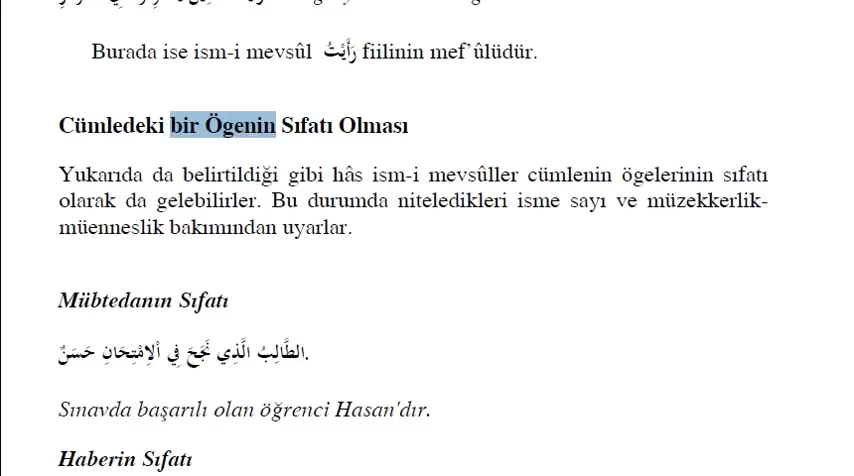 Burada ise ism-i mevsûl رَأَيْتُ fiilinin mef’ûlüdür.
Cümledeki bir Ögenin Sıfatı Olması
Yukarıda da belirtildiği gibi hâs ism-i mevsûller cümlenin ögelerinin sıfatı
olarak da gelebilirler. Bu durumda niteledikleri isme sayı ve müzekkerlik-
müenneslik bakımından uyarlar.
Mübtedanın Sıfatı
الطَّالِبُ الَّذِي نَجَحَ فِي اْلاِمْتِحَانِ حَسَنٌ.
Sınavda başarılı olan öğrenci Hasan'dır.
Haberin Sıfatı